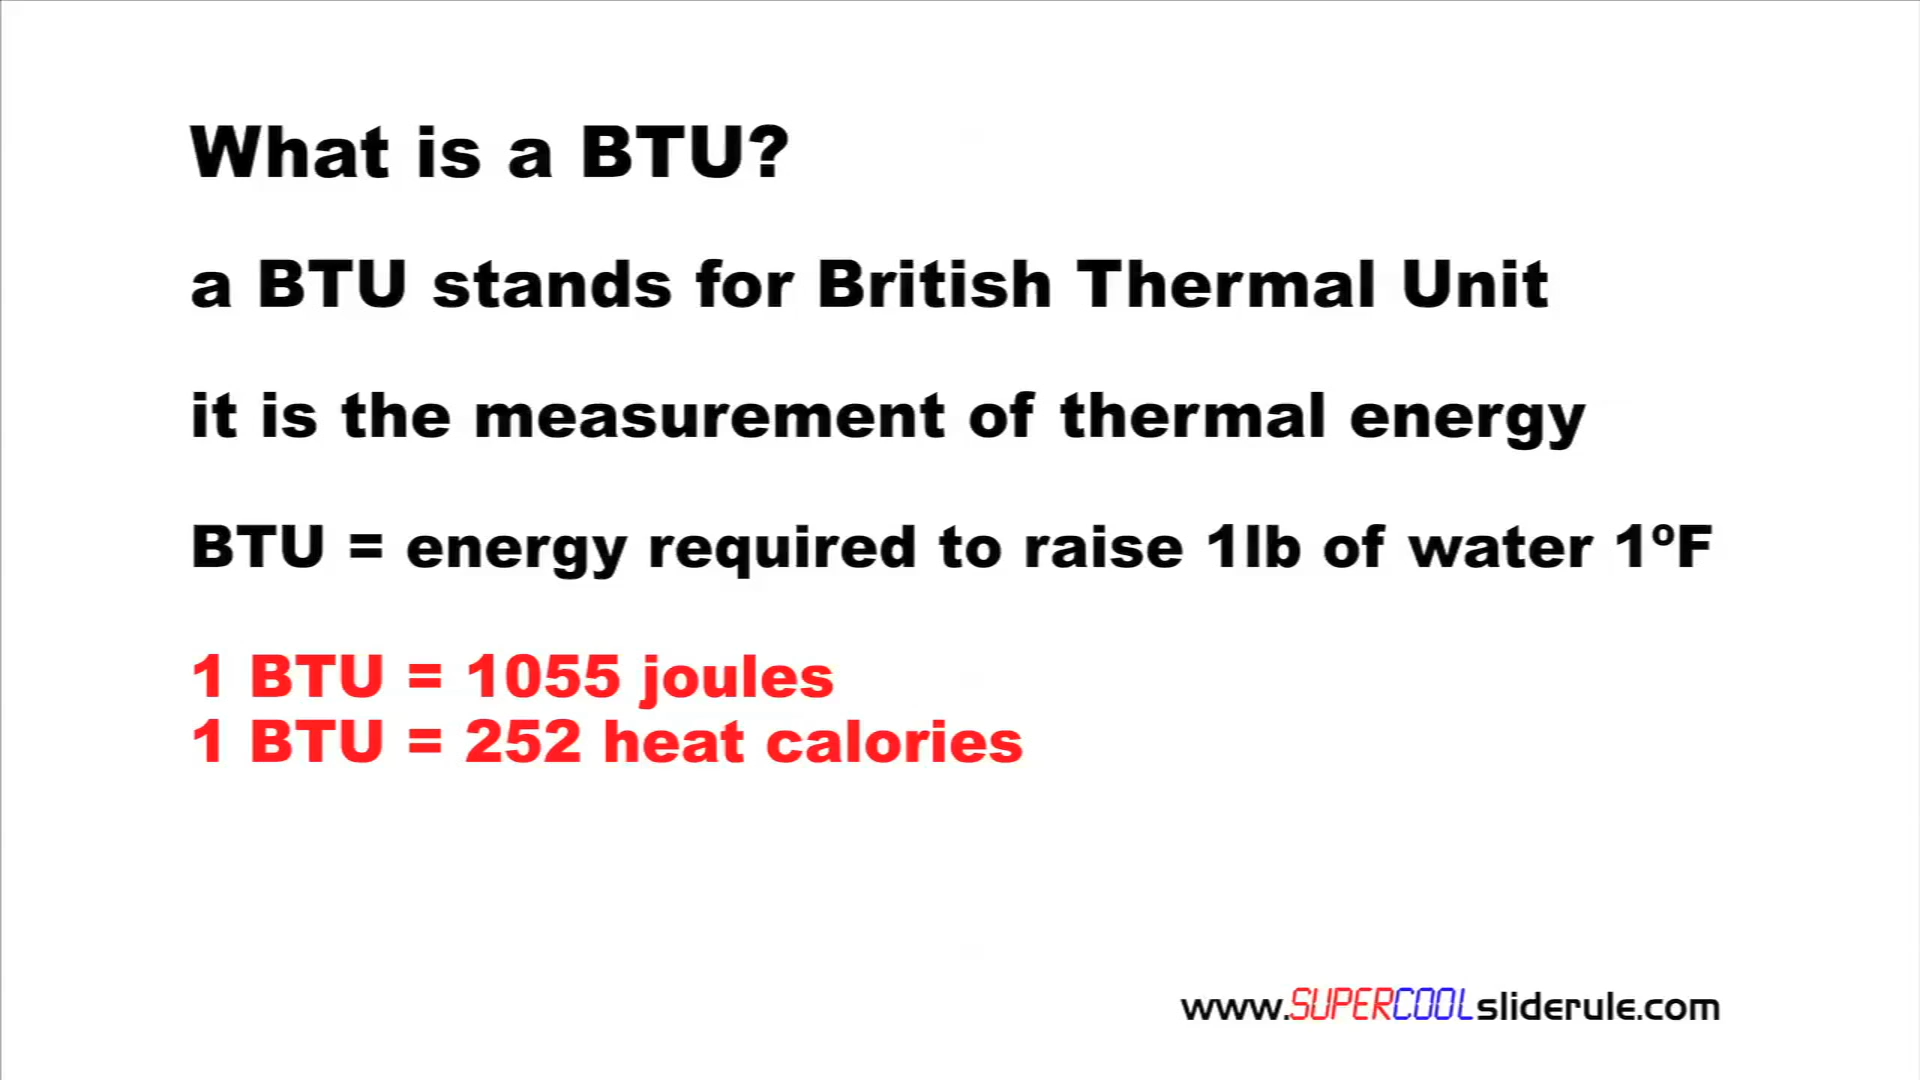 What is a BTU?
a BTU stands for British Thermal Unit
it is the measurement of thermal energy
BTU = energy required to raise 1lb of water 1ºF
1 BTU = 1055 joules
1 BTU = 252 heat calories
www.SUPERCOOLsliderule.com